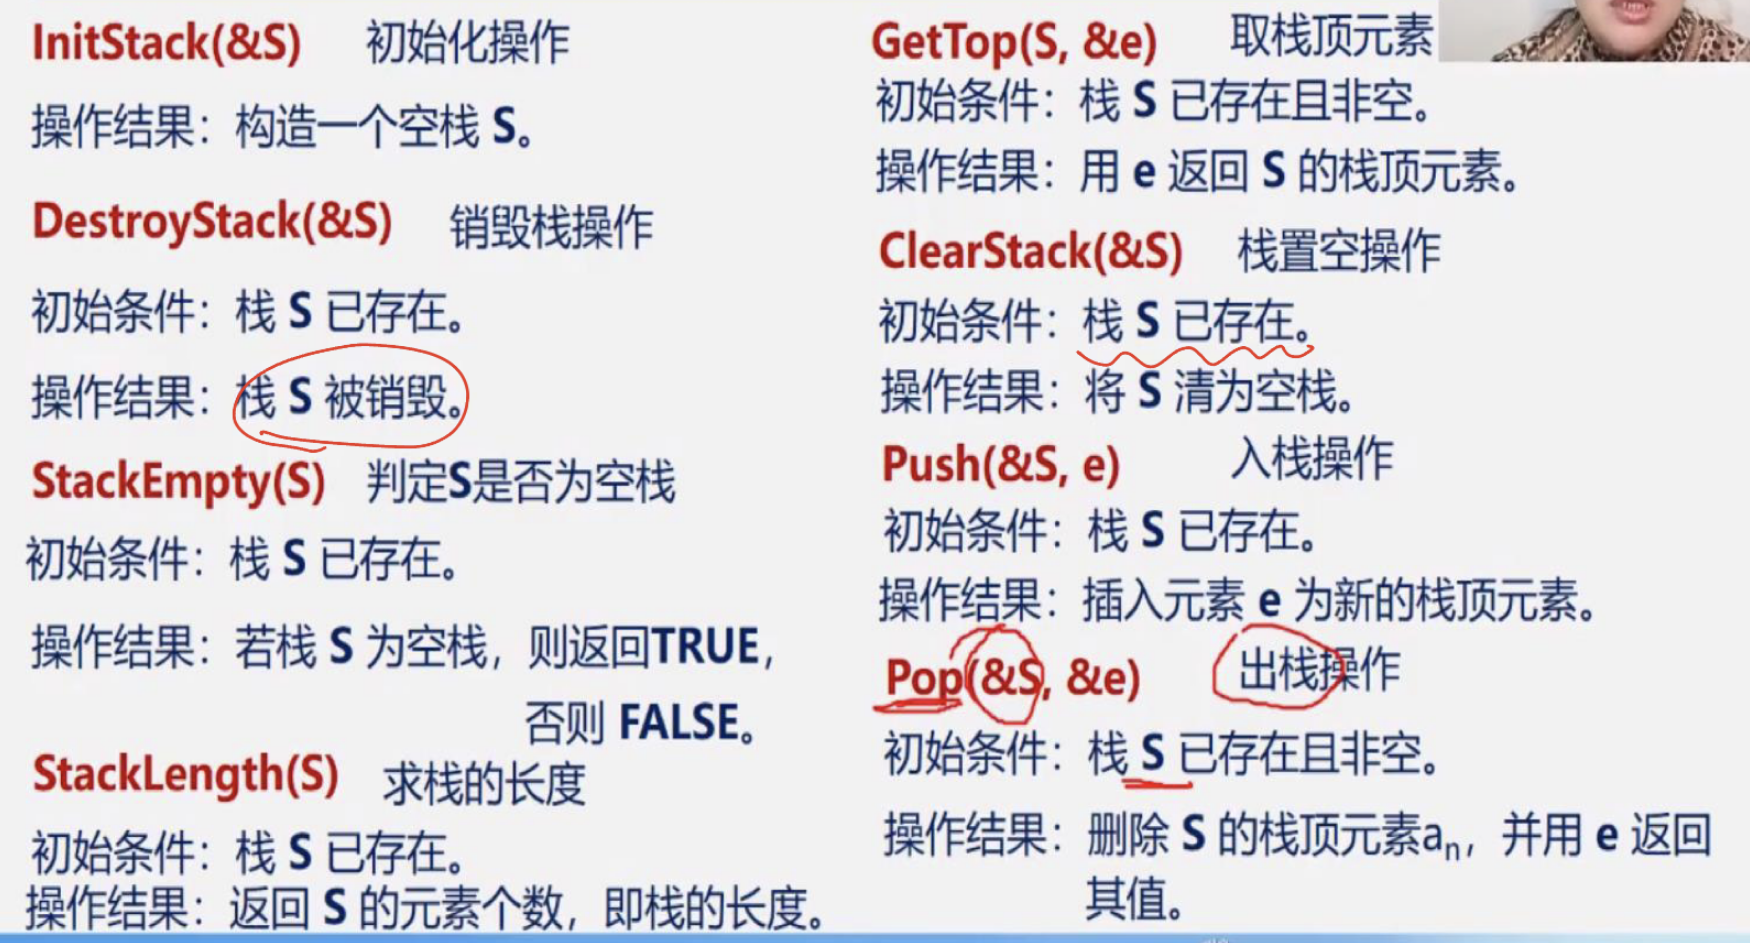 InitStack(&S) 初始化操作
操作结果：构造一个空栈 S。
DestroyStack(&S) 销毁栈操作
初始条件：栈 S 已存在。
操作结果：栈 S 被销毁。
StackEmpty(S) 判定S是否为空栈
初始条件：栈 S 已存在。
操作结果：若栈 S 为空栈，则返回TRUE，
否则 FALSE。
StackLength(S) 求栈的长度
初始条件：栈 S 已存在。
操作结果：返回 S 的元素个数，即栈的长度。
GetTop(S, &e) 取栈顶元素
初始条件：栈 S 已存在且非空。
操作结果：用 e 返回 S 的栈顶元素。
ClearStack(&S) 栈置空操作
初始条件：栈 S 已存在。
操作结果：将 S 清为空栈。
Push(&S, e) 入栈操作
初始条件：栈 S 已存在。
操作结果：插入元素 e 为新的栈顶元素。
Pop(&S, &e) 出栈操作
初始条件：栈 S 已存在且非空。
操作结果：删除 S 的栈顶元素aₙ，并用 e 返回
其值。